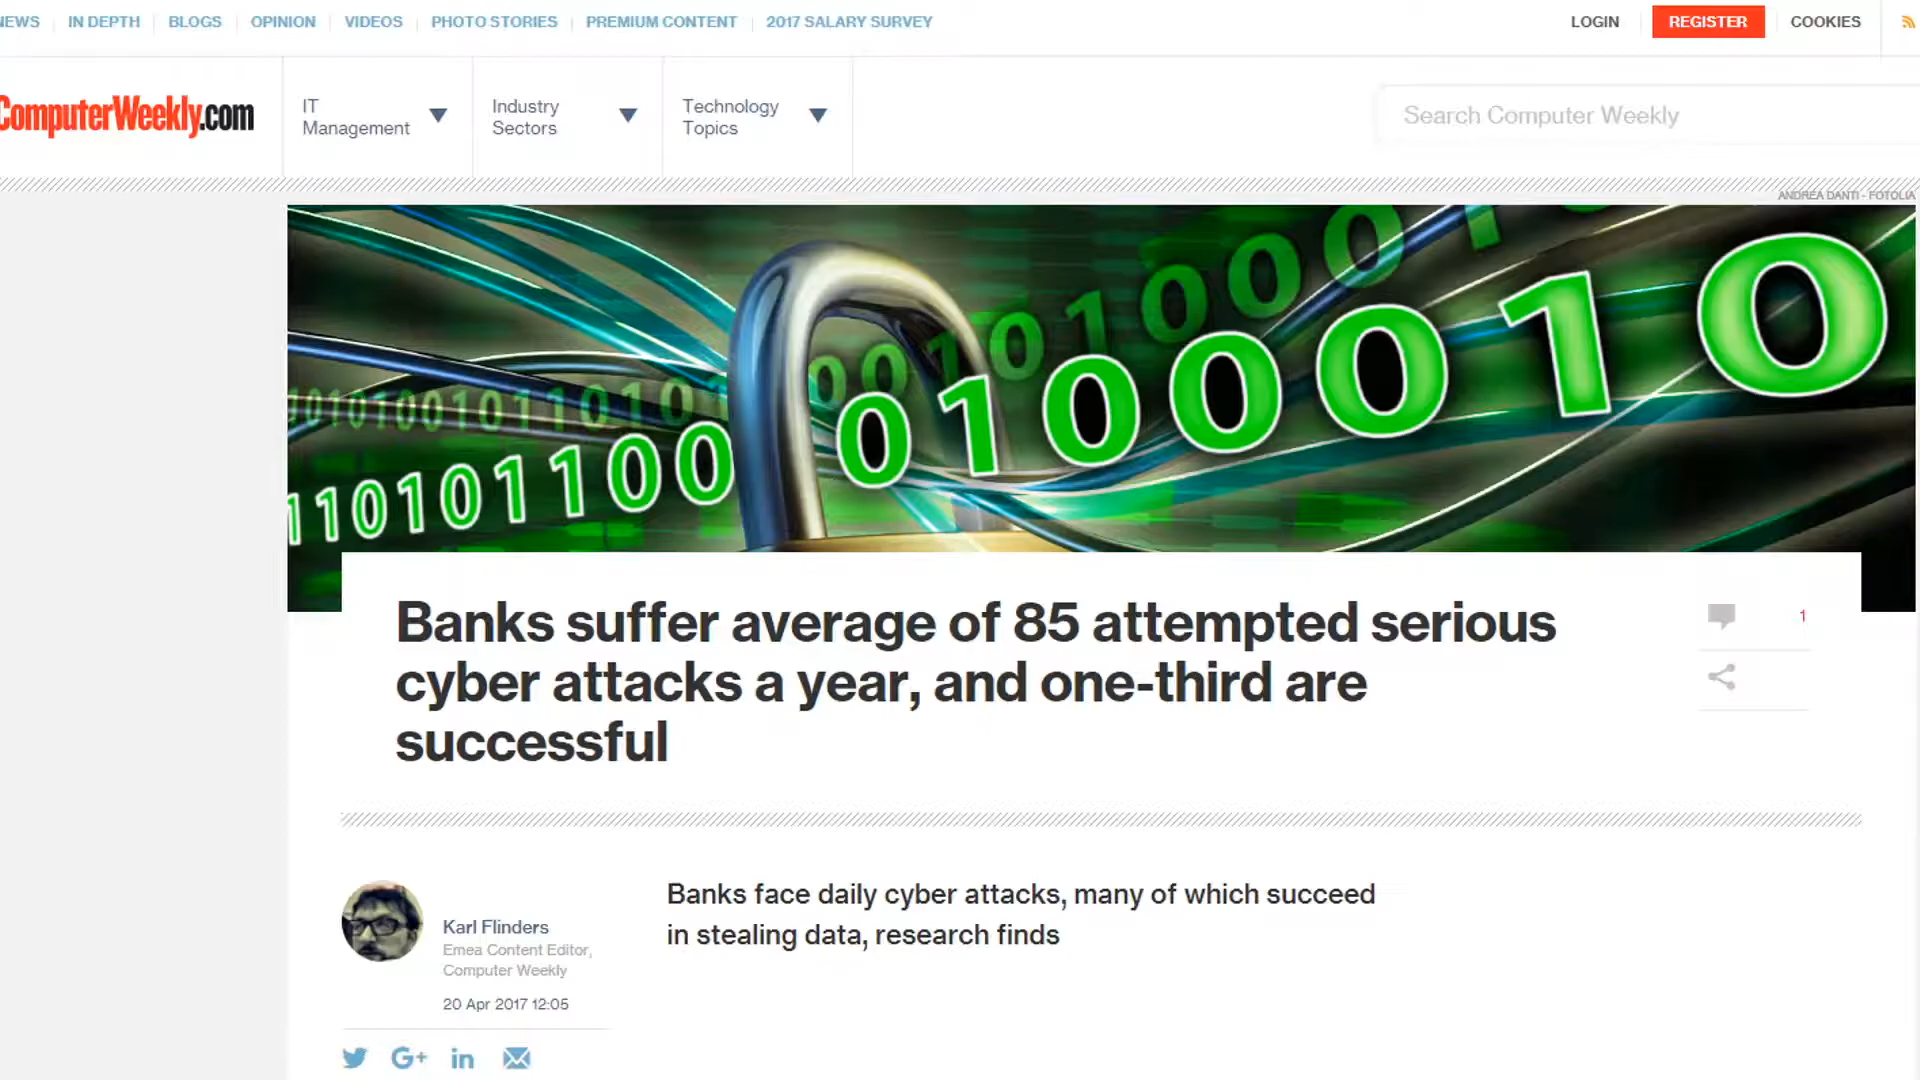 NEWS IN DEPTH BLOGS OPINION VIDEOS PHOTO STORIES PREMIUM CONTENT 2017 SALARY SURVEY LOGIN REGISTER COOKIES
ComputerWeekly.com
IT
Management
Industry
Sectors
Technology
Topics
Search Computer Weekly
ANDREA DANTI - FOTOLIA
Banks suffer average of 85 attempted serious
cyber attacks a year, and one-third are
successful
1
Karl Flinders
Emea Content Editor,
Computer Weekly
20 Apr 2017 12:05
Banks face daily cyber attacks, many of which succeed
in stealing data, research finds
G+ in